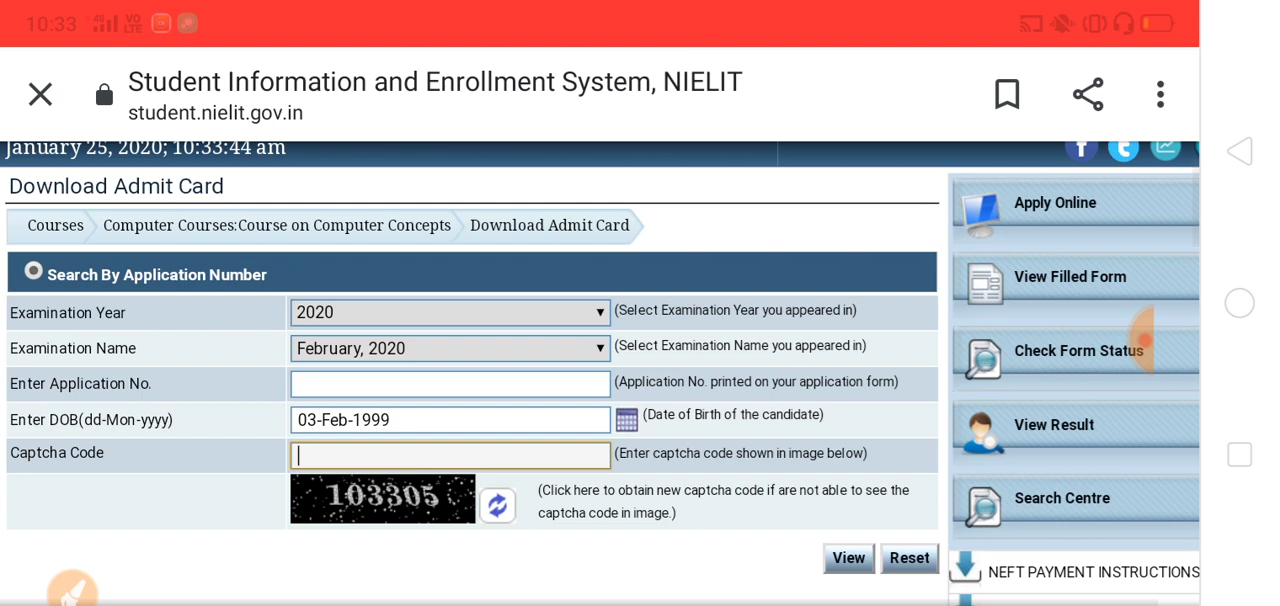 10:33 4G VO LTE
Student Information and Enrollment System, NIELIT
student.nielit.gov.in
January 25, 2020; 10:33:44 am
Download Admit Card
Courses Computer Courses:Course on Computer Concepts Download Admit Card
Search By Application Number
Examination Year 2020 (Select Examination Year you appeared in)
Examination Name February, 2020 (Select Examination Name you appeared in)
Enter Application No. (Application No. printed on your application form)
Enter DOB(dd-Mon-yyyy) 03-Feb-1999 (Date of Birth of the candidate)
Captcha Code (Enter captcha code shown in image below)
103305 (Click here to obtain new captcha code if are not able to see the
captcha code in image.)
View Reset
Apply Online
View Filled Form
Check Form Status
View Result
Search Centre
NEFT PAYMENT INSTRUCTIONS